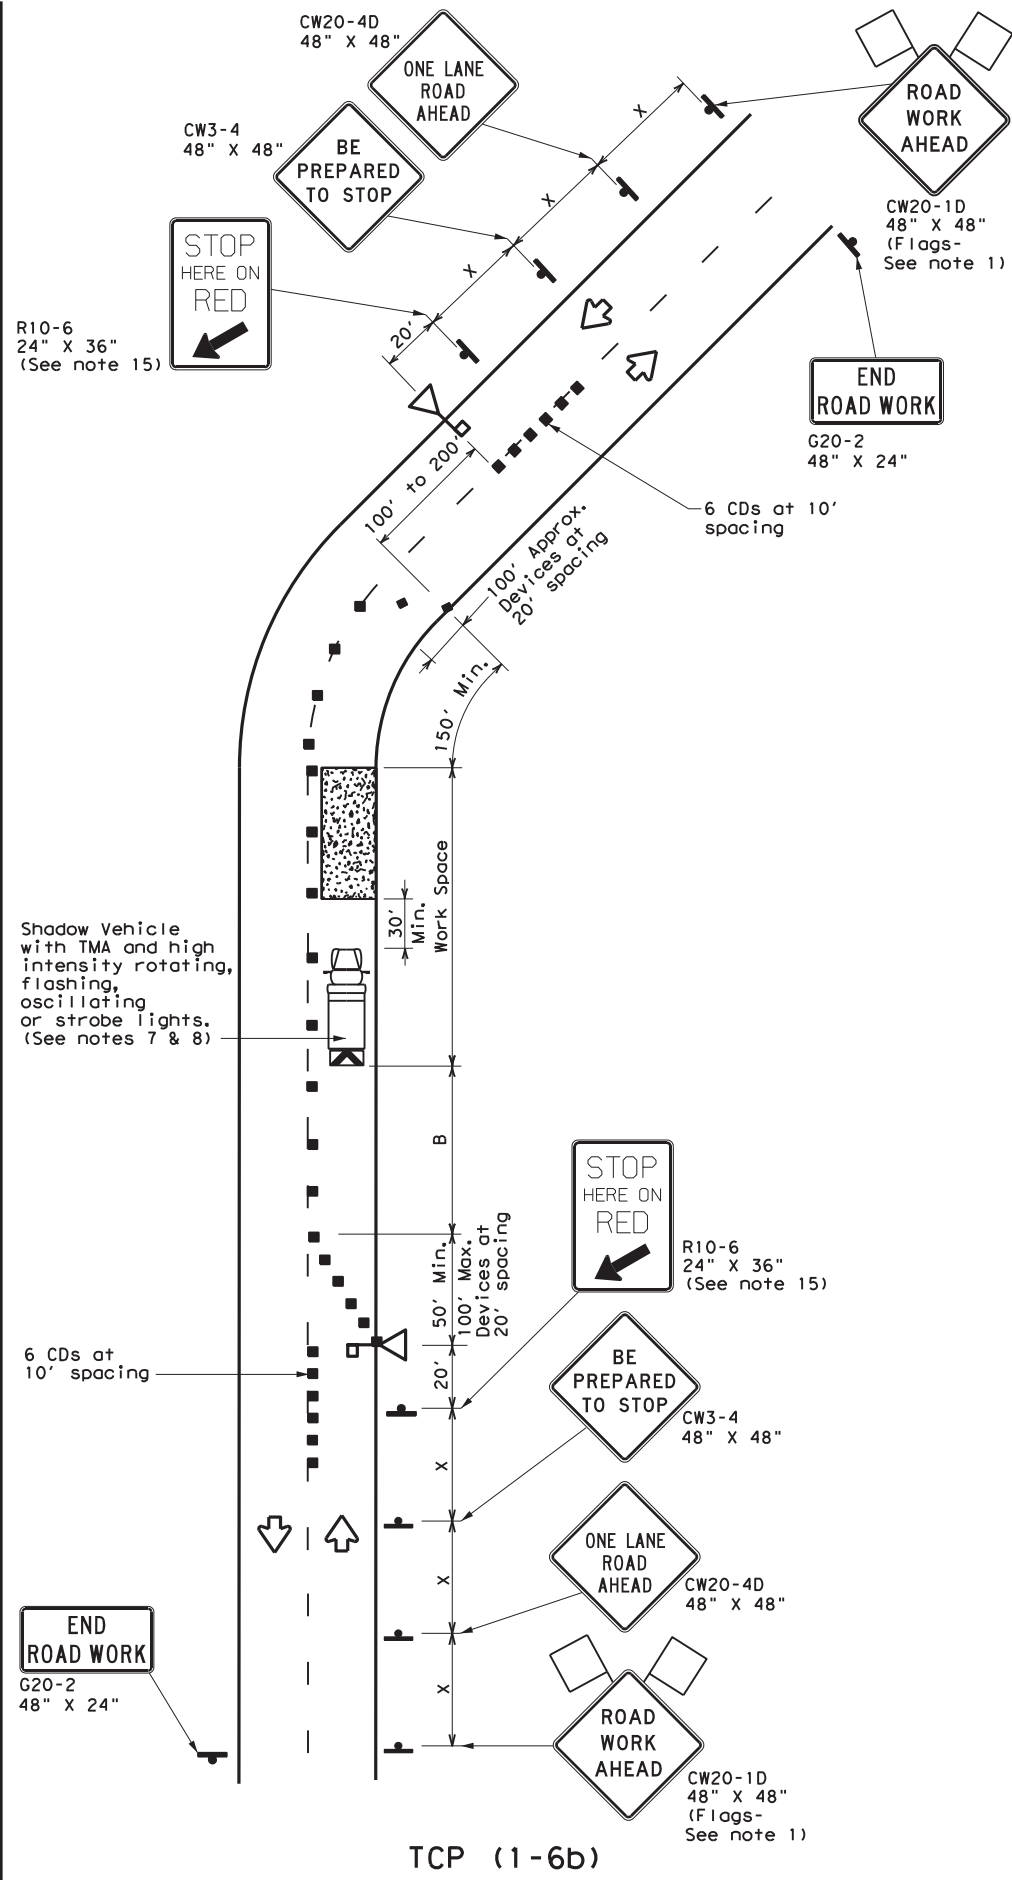 CW20-4D
48" X 48"
ONE LANE
ROAD
AHEAD
ROAD
WORK
AHEAD
CW20-1D
48" X 48"
(Flags-
See note 1)
CW3-4
48" X 48"
BE
PREPARED
TO STOP
X
X
X
20'
STOP
HERE ON
RED
R10-6
24" X 36"
(See note 15)
END
ROAD WORK
G20-2
48" X 24"
100' to 200'
6 CDs at 10'
spacing
100' Approx.
Devices at
20' spacing
150' Min.
Work Space
30'
Min.
Shadow Vehicle
with TMA and high
intensity rotating,
flashing,
oscillating
or strobe lights.
(See notes 7 & 8)
B
50' Min.
100' Max.
Devices at
20' spacing
STOP
HERE ON
RED
R10-6
24" X 36"
(See note 15)
6 CDs at
10' spacing
20'
BE
PREPARED
TO STOP
CW3-4
48" X 48"
X
X
X
ONE LANE
ROAD
AHEAD
CW20-4D
48" X 48"
END
ROAD WORK
G20-2
48" X 24"
ROAD
WORK
AHEAD
CW20-1D
48" X 48"
(Flags-
See note 1)
TCP (1-6b)